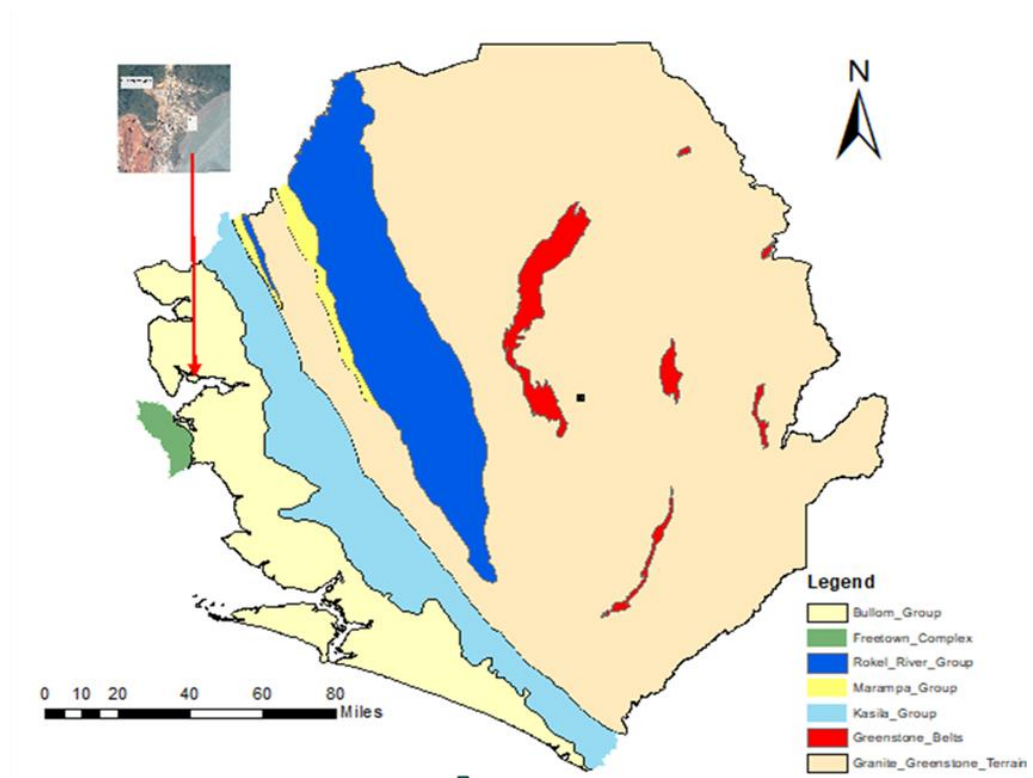 N
Legend
Bullom_Group
Freetown_Complex
Rokel_River_Group
Marampa_Group
Kasila_Group
Greenstone_Belts
Granite_Greenstone_Terrain
0 10 20 40 60 80
Miles